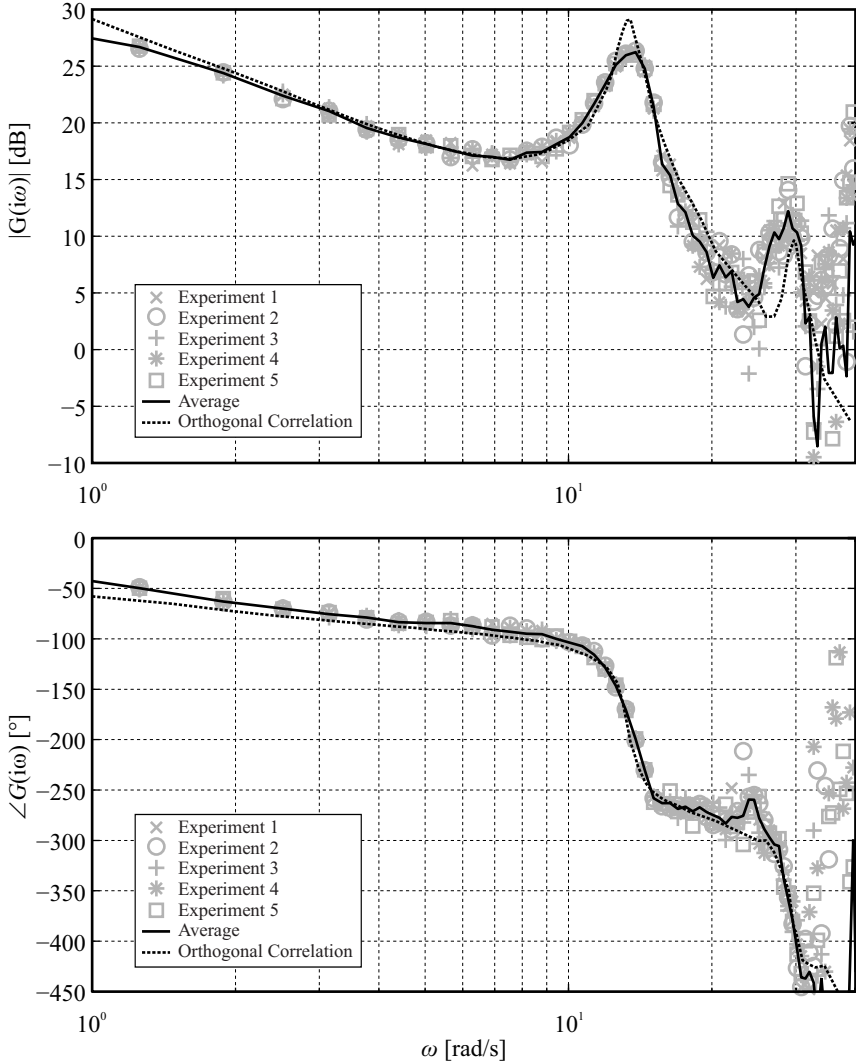 30
25
20
15
10
5
0
−5
−10
|G(iω)| [dB]
Experiment 1
Experiment 2
Experiment 3
Experiment 4
Experiment 5
Average
Orthogonal Correlation
10⁰
10¹
0
−50
−100
−150
−200
−250
−300
−350
−400
−450
∠G(iω) [°]
Experiment 1
Experiment 2
Experiment 3
Experiment 4
Experiment 5
Average
Orthogonal Correlation
10⁰
10¹
ω [rad/s]